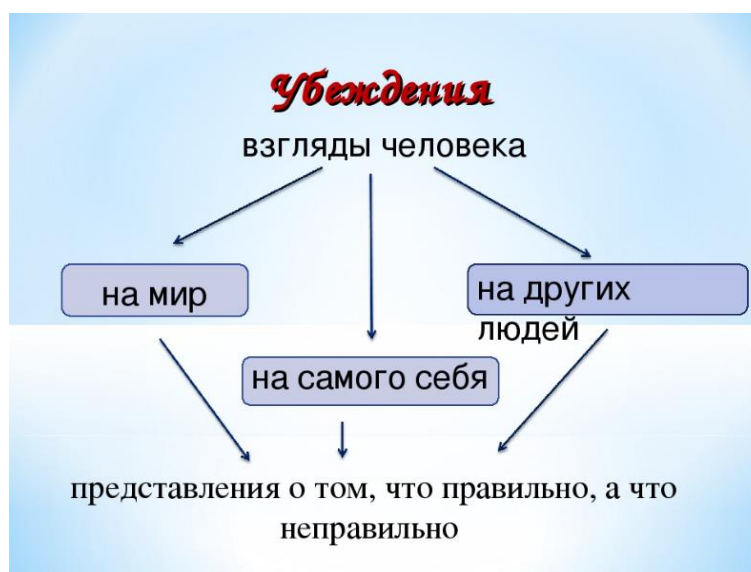 Убеждения
взгляды человека
на мир
на других
людей
на самого себя
представления о том, что правильно, а что
неправильно